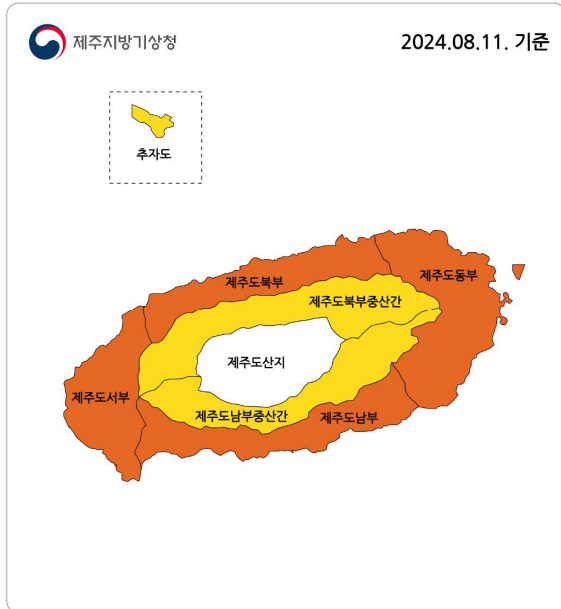 제주지방기상청
2024.08.11. 기준
추자도
제주도북부
제주도동부
제주도북부중산간
제주도산지
제주도서부
제주도남부중산간
제주도남부